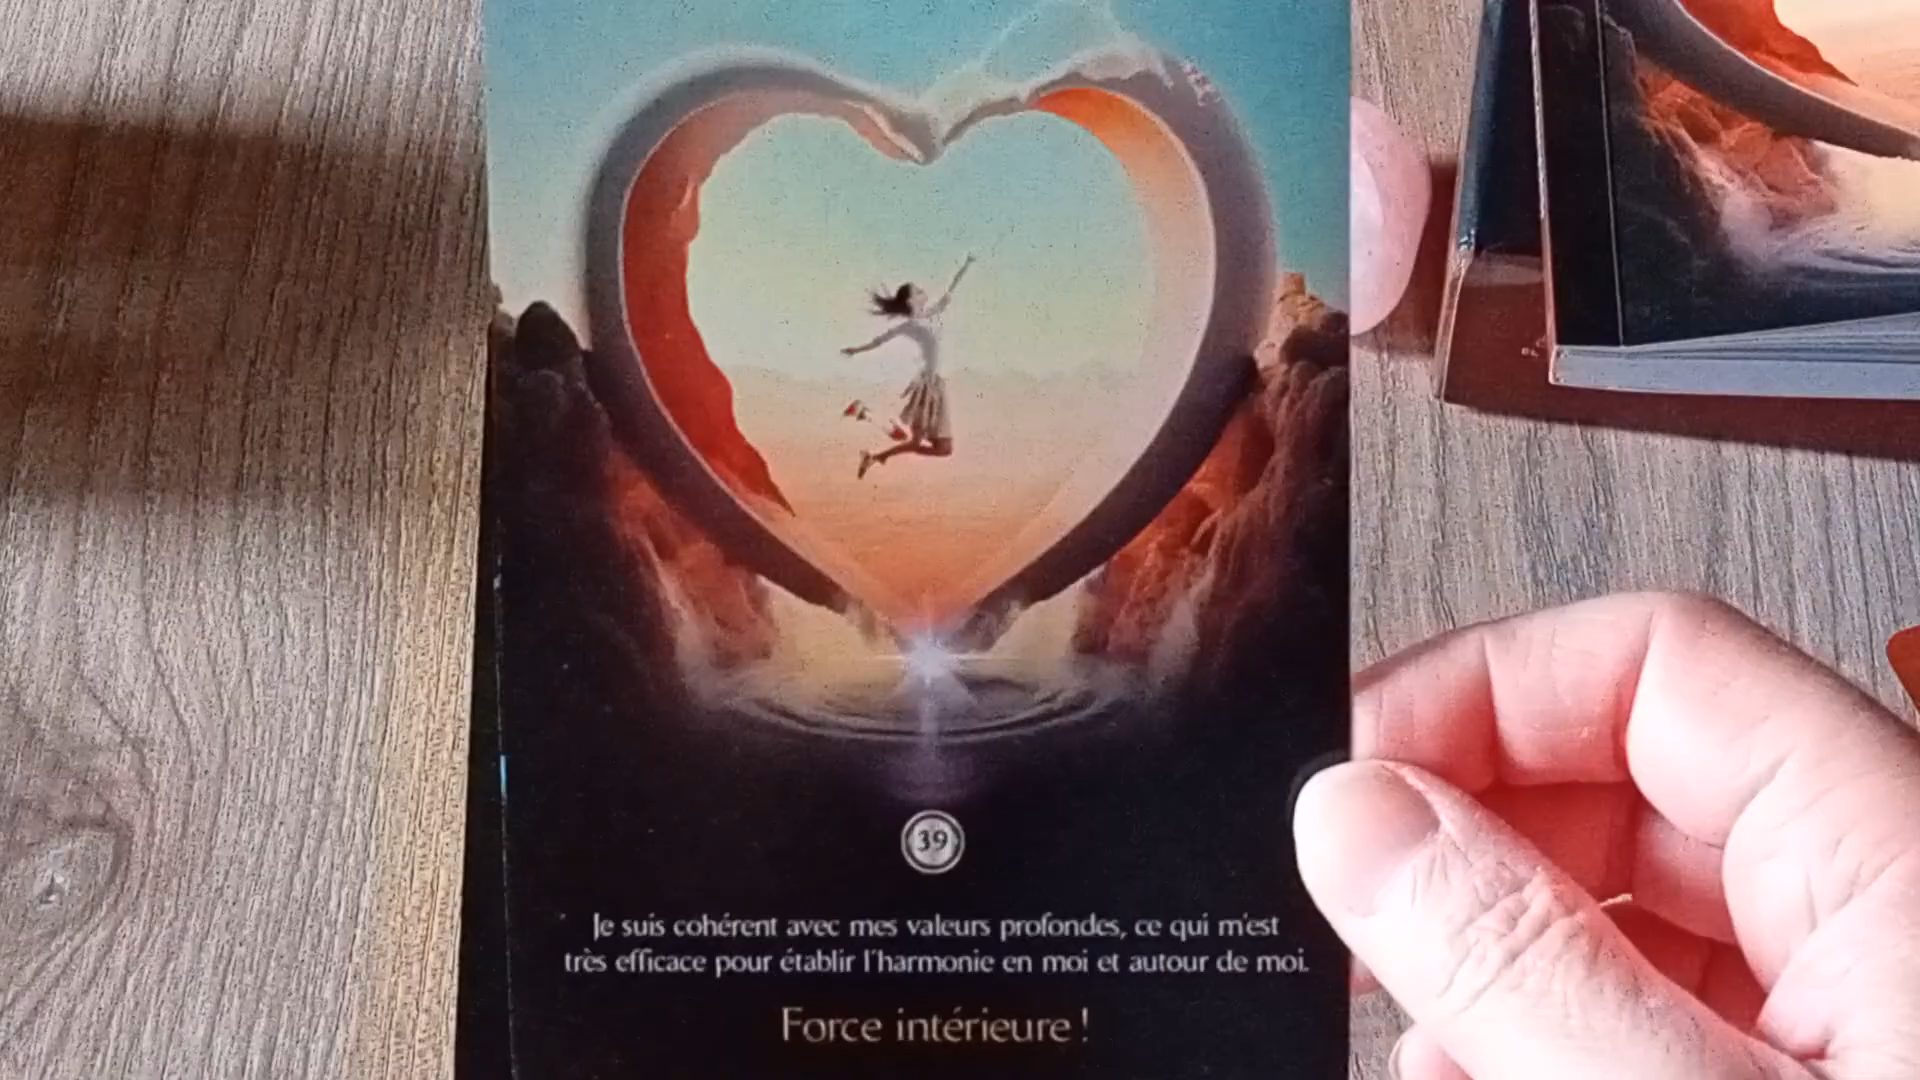 39
Je suis cohérent avec mes valeurs profondes, ce qui m'est
très efficace pour établir l'harmonie en moi et autour de moi.
Force intérieure !